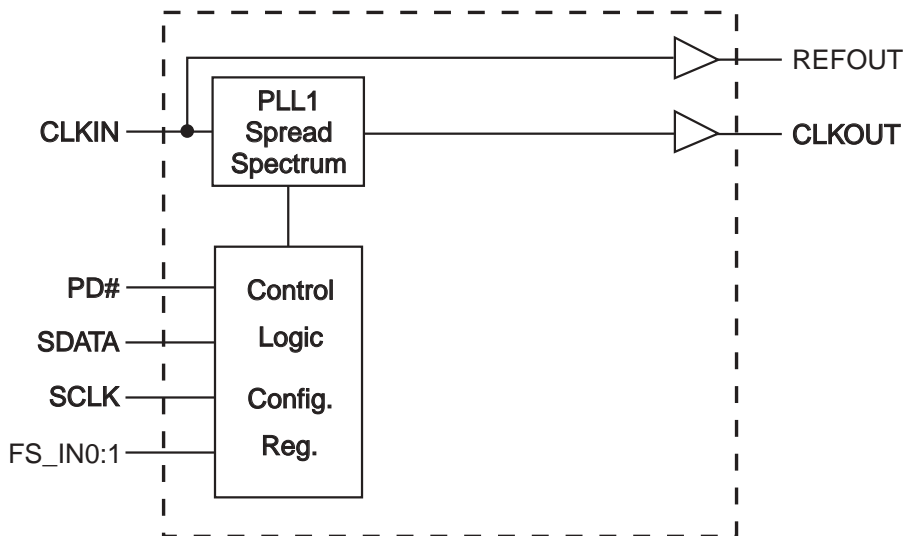 REFOUT
PLL1
Spread
Spectrum
CLKIN
CLKOUT
PD#
SDATA
SCLK
FS_IN0:1
Control
Logic
Config.
Reg.